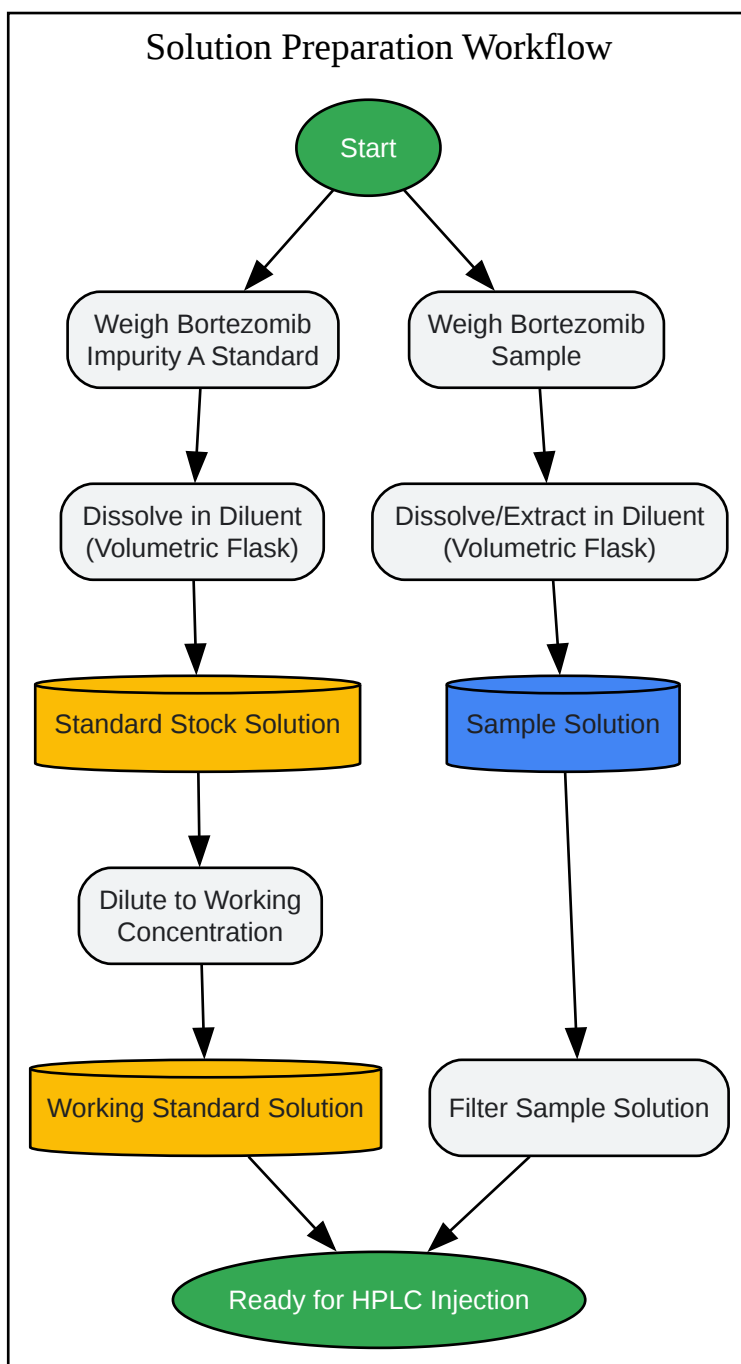 Solution Preparation Workflow
Start
Weigh Bortezomib
Impurity A Standard
Weigh Bortezomib
Sample
Dissolve in Diluent
(Volumetric Flask)
Dissolve/Extract in Diluent
(Volumetric Flask)
Standard Stock Solution
Sample Solution
Dilute to Working
Concentration
Working Standard Solution
Filter Sample Solution
Ready for HPLC Injection